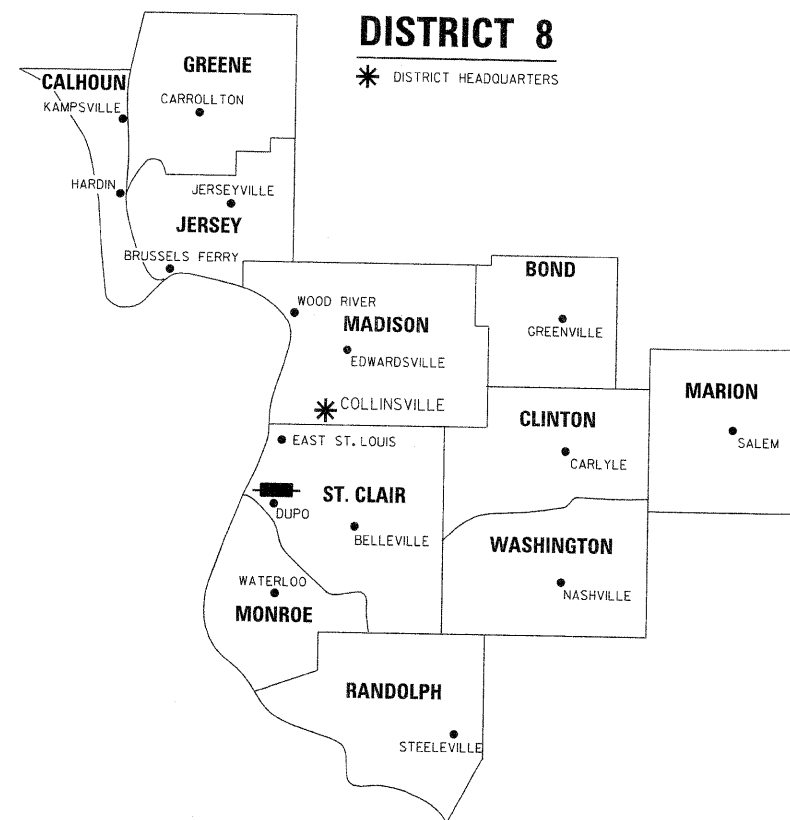 DISTRICT 8
DISTRICT HEADQUARTERS
GREENE
CALHOUN
CARROLLTON
KAMPSVILLE
HARDIN
JERSEYVILLE
JERSEY
BRUSSELS FERRY
BOND
WOOD RIVER
MADISON
GREENVILLE
EDWARDSVILLE
MARION
COLLINSVILLE
CLINTON
EAST ST. LOUIS
SALEM
CARLYLE
ST. CLAIR
DUPO
BELLEVILLE
WASHINGTON
WATERLOO
NASHVILLE
MONROE
RANDOLPH
STEELEVILLE